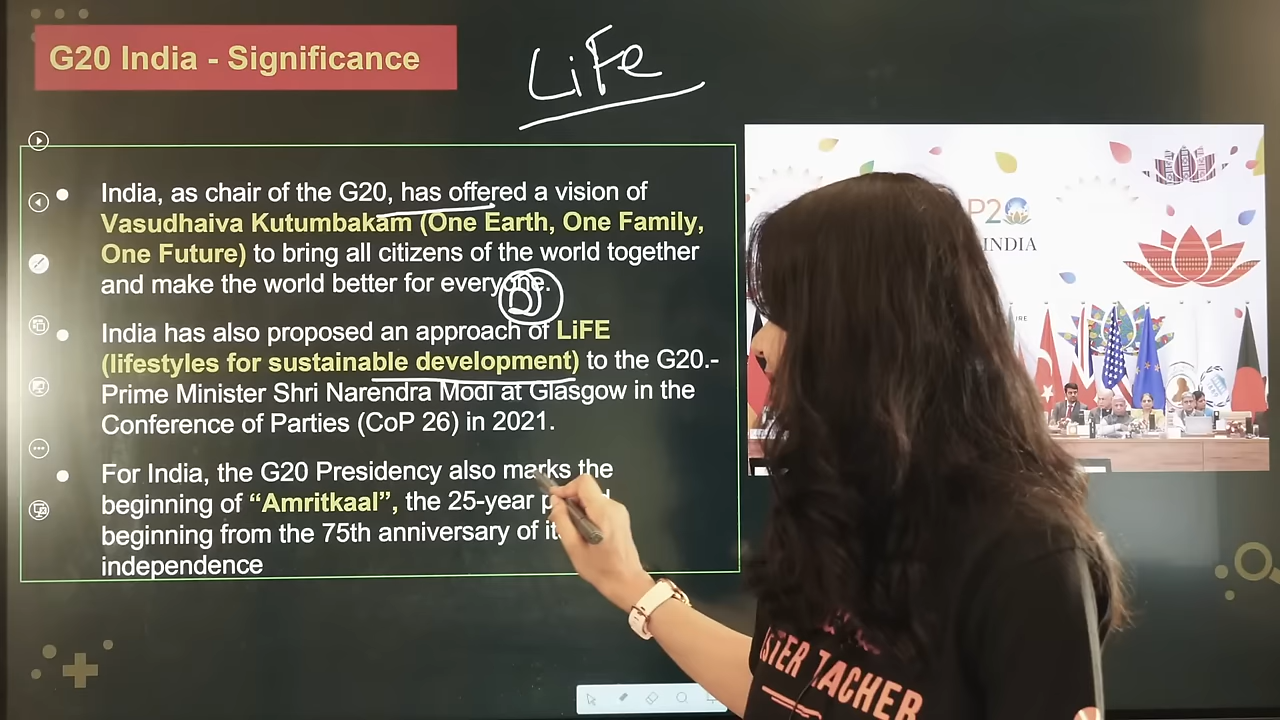 G20 India - Significance
LiFe
India, as chair of the G20, has offered a vision of
Vasudhaiva Kutumbakam (One Earth, One Family,
One Future) to bring all citizens of the world together
and make the world better for everyone.
India has also proposed an approach of LiFE
(lifestyles for sustainable development) to the G20.-
Prime Minister Shri Narendra Modi at Glasgow in the
Conference of Parties (CoP 26) in 2021.
For India, the G20 Presidency also marks the
beginning of “Amritkaal”, the 25-year
beginning from the 75th anniversary of
independence
P20
INDIA